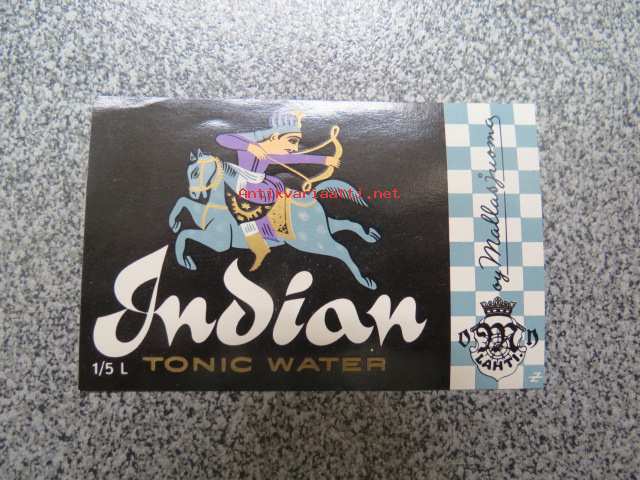 Antikvariaatti.net
Indian
1/5 L
TONIC WATER
oy Mallasjuoma
O M
LAHTI